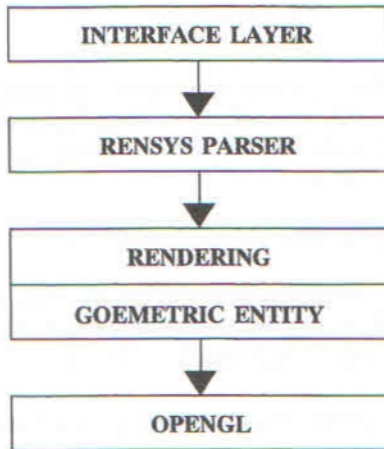 INTERFACE LAYER
RENSYS PARSER
RENDERING
GOEMETRIC ENTITY
OPENGL